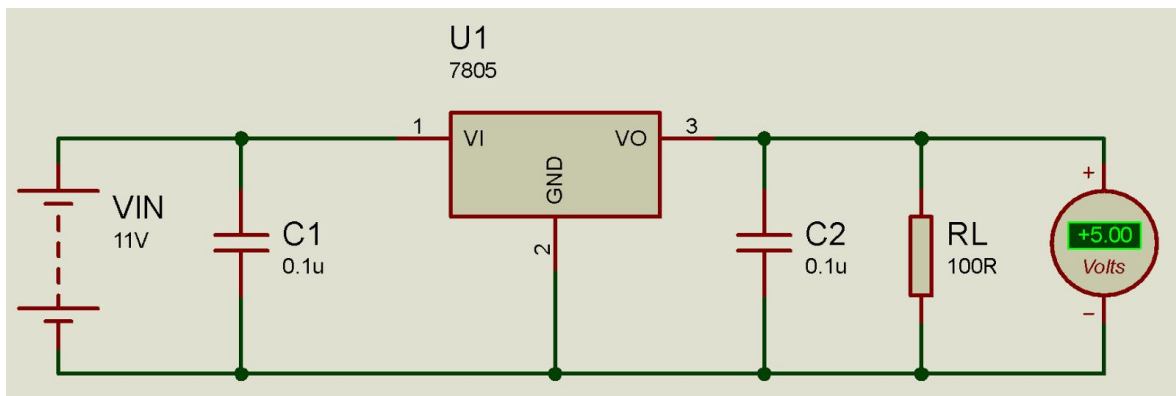 U1
7805
1
VI
VO
3
GND
2
VIN
11V
C1
0.1u
C2
0.1u
RL
100R
+
+5.00
Volts
−